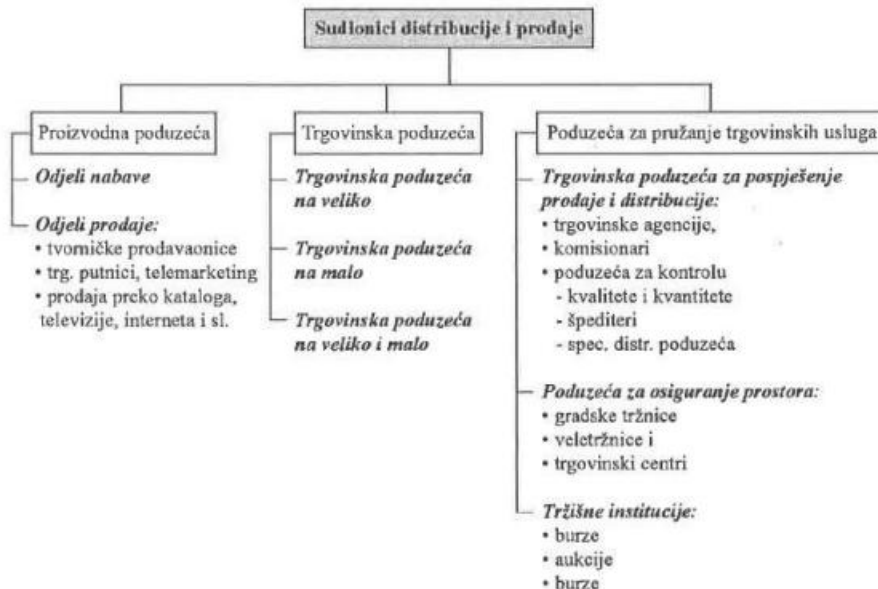 Sudionici distribucije i prodaje
Proizvodna poduzeća
Odjeli nabave
Odjeli prodaje:
• tvorničke prodavaonice
• trg. putnici, telemarketing
• prodaja preko kataloga,
televizije, interneta i sl.
Trgovinska poduzeća
Trgovinska poduzeća
na veliko
Trgovinska poduzeća
na malo
Trgovinska poduzeća
na veliko i malo
Poduzeća za pružanje trgovinskih usluga
Trgovinska poduzeća za pospješenje
prodaje i distribucije:
• trgovinske agencije,
• komisionari
• poduzeća za kontrolu
- kvalitete i kvantitete
- špediteri
- spec. distr. poduzeća
Poduzeća za osiguranje prostora:
• gradske tržnice
• veletržnice i
• trgovinski centri
Tržišne institucije:
• burze
• aukcije
• burze